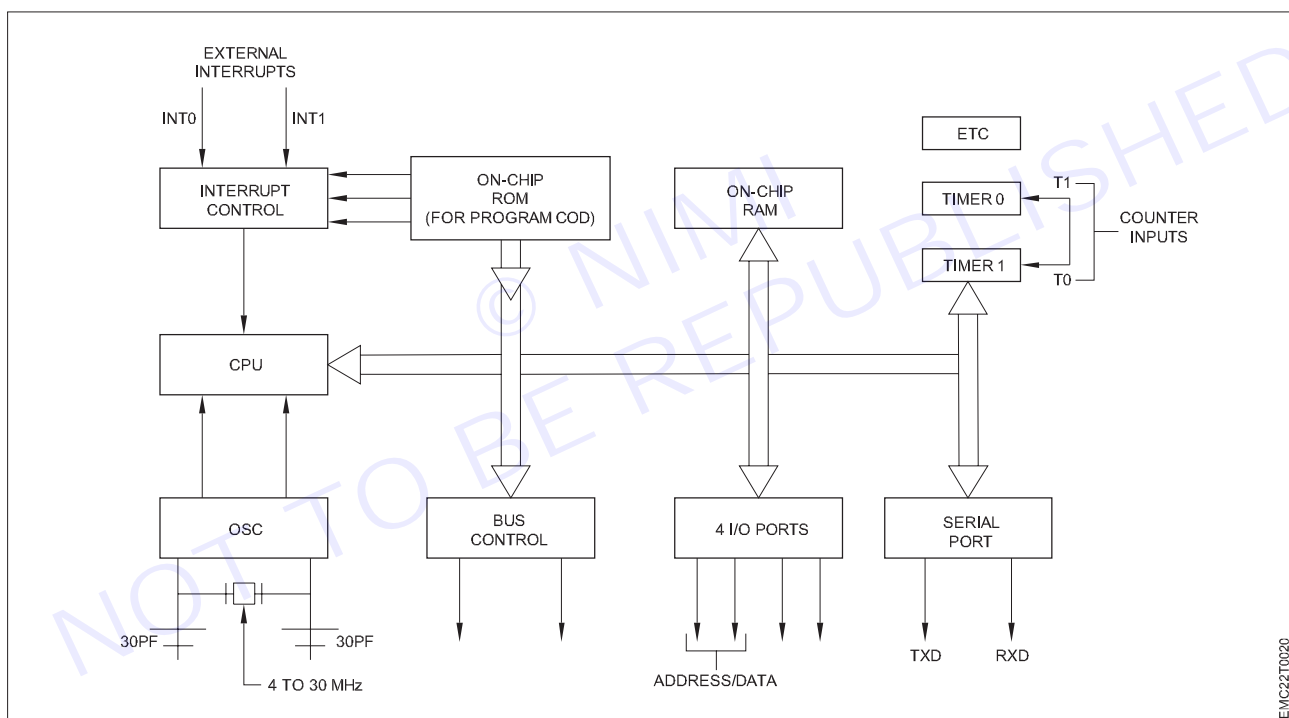 EXTERNAL
INTERRUPTS
INT0
INT1
INTERRUPT
CONTROL
ON-CHIP
ROM
(FOR PROGRAM COD)
ON-CHIP
RAM
ETC
TIMER 0
TIMER 1
T1
T0
COUNTER
INPUTS
CPU
OSC
BUS
CONTROL
4 I/O PORTS
SERIAL
PORT
30PF
30PF
4 TO 30 MHz
ADDRESS/DATA
TXD
RXD
EMC22T0020
© NIMI
NOT TO BE REPUBLISHED